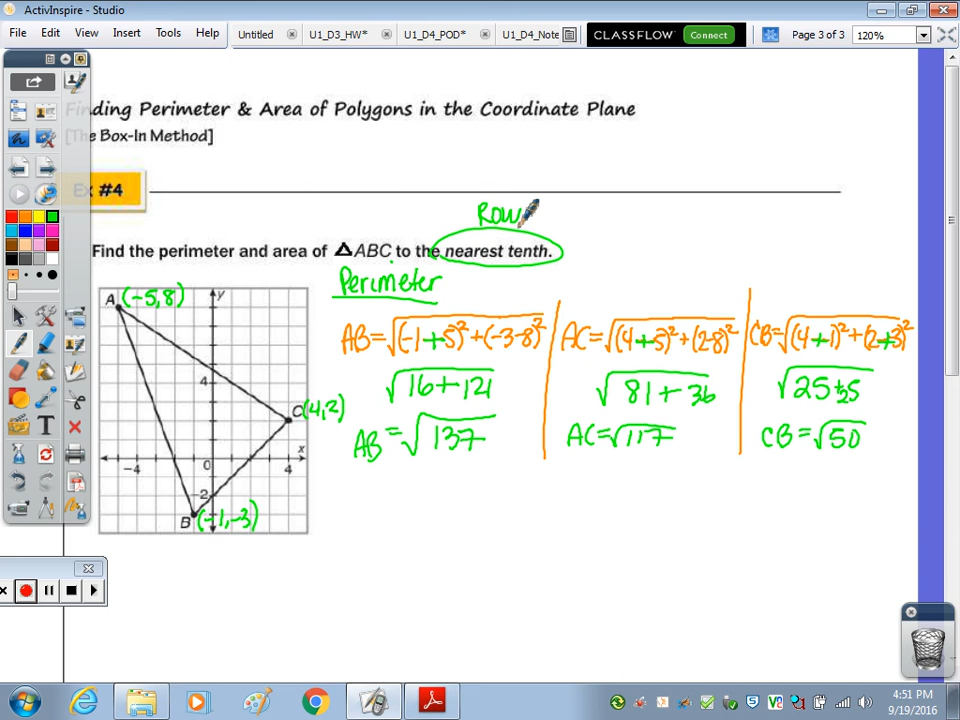 ActivInspire - Studio
File Edit View Insert Tools Help Untitled U1_D3_HW* U1_D4_POD* U1_D4_Note CLASSFLOW Connect Page 3 of 3 120%
Finding Perimeter & Area of Polygons in the Coordinate Plane
[The Box-In Method]
Ex #4
ROW
Find the perimeter and area of △ABC to the nearest tenth.
Perimeter
A (-5,8) y
AB=√(-1+5)²+(-3-8)² AC=√(4+5)²+(2-8)² CB=√(4+1)²+(2+3)²
4
√16+121 √81+36 √25+25
C(4,2)
AB=√137 AC=√117 CB=√50
x
-4 0 4
-2
B (-1,-3)
4:51 PM
9/19/2016